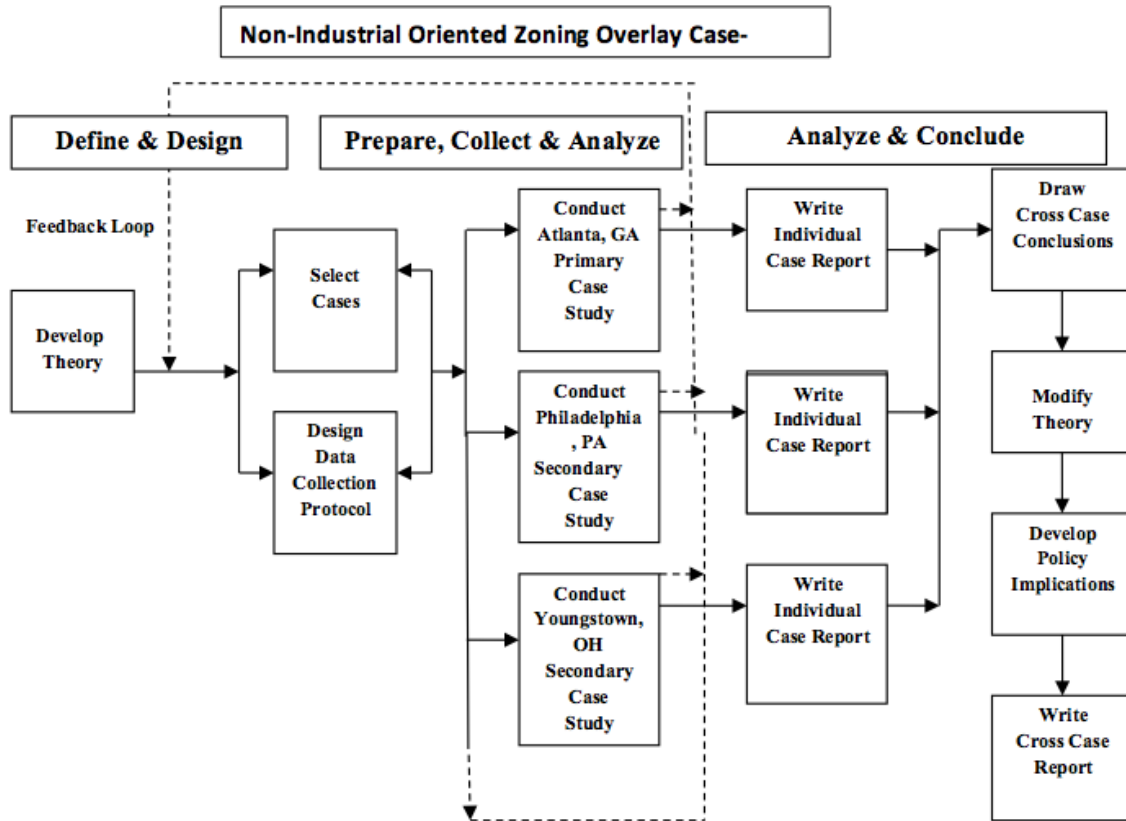 Non-Industrial Oriented Zoning Overlay Case-
Define & Design
Prepare, Collect & Analyze
Analyze & Conclude
Feedback Loop
Develop
Theory
Select
Cases
Design
Data
Collection
Protocol
Conduct
Atlanta, GA
Primary
Case
Study
Conduct
Philadelphia
, PA
Secondary
Case
Study
Conduct
Youngstown,
OH
Secondary
Case
Study
Write
Individual
Case Report
Write
Individual
Case Report
Write
Individual
Case Report
Draw
Cross Case
Conclusions
Modify
Theory
Develop
Policy
Implications
Write
Cross Case
Report